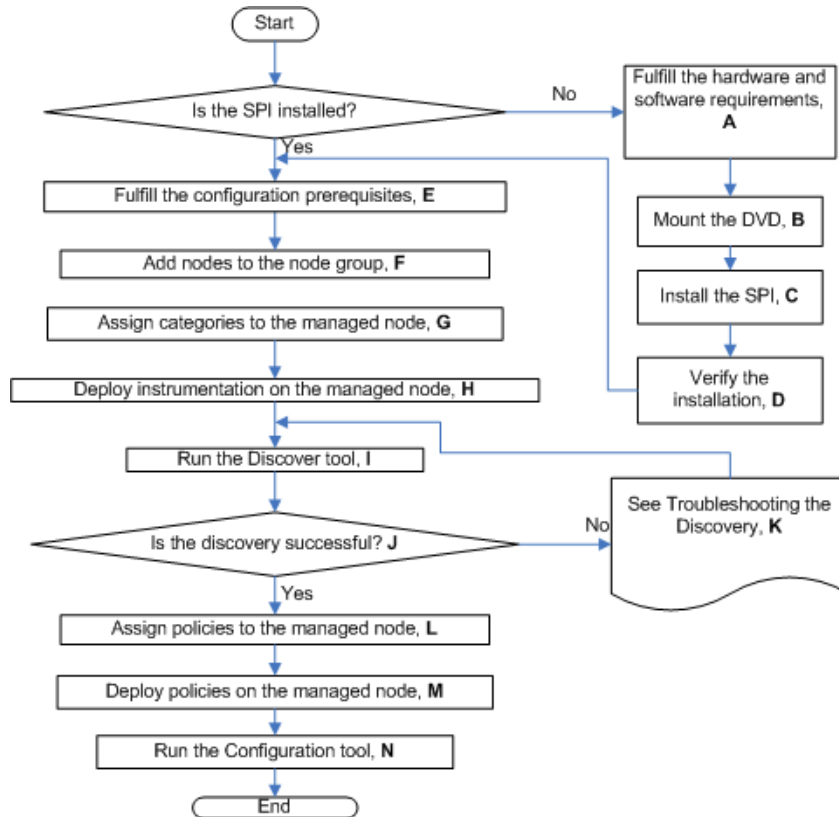 Start
Is the SPI installed?
No
Yes
Fulfill the hardware and
software requirements,
A
Mount the DVD, B
Install the SPI, C
Verify the
installation, D
Fulfill the configuration prerequisites, E
Add nodes to the node group, F
Assign categories to the managed node, G
Deploy instrumentation on the managed node, H
Run the Discover tool, I
Is the discovery successful? J
No
See Troubleshooting the
Discovery, K
Yes
Assign policies to the managed node, L
Deploy policies on the managed node, M
Run the Configuration tool, N
End